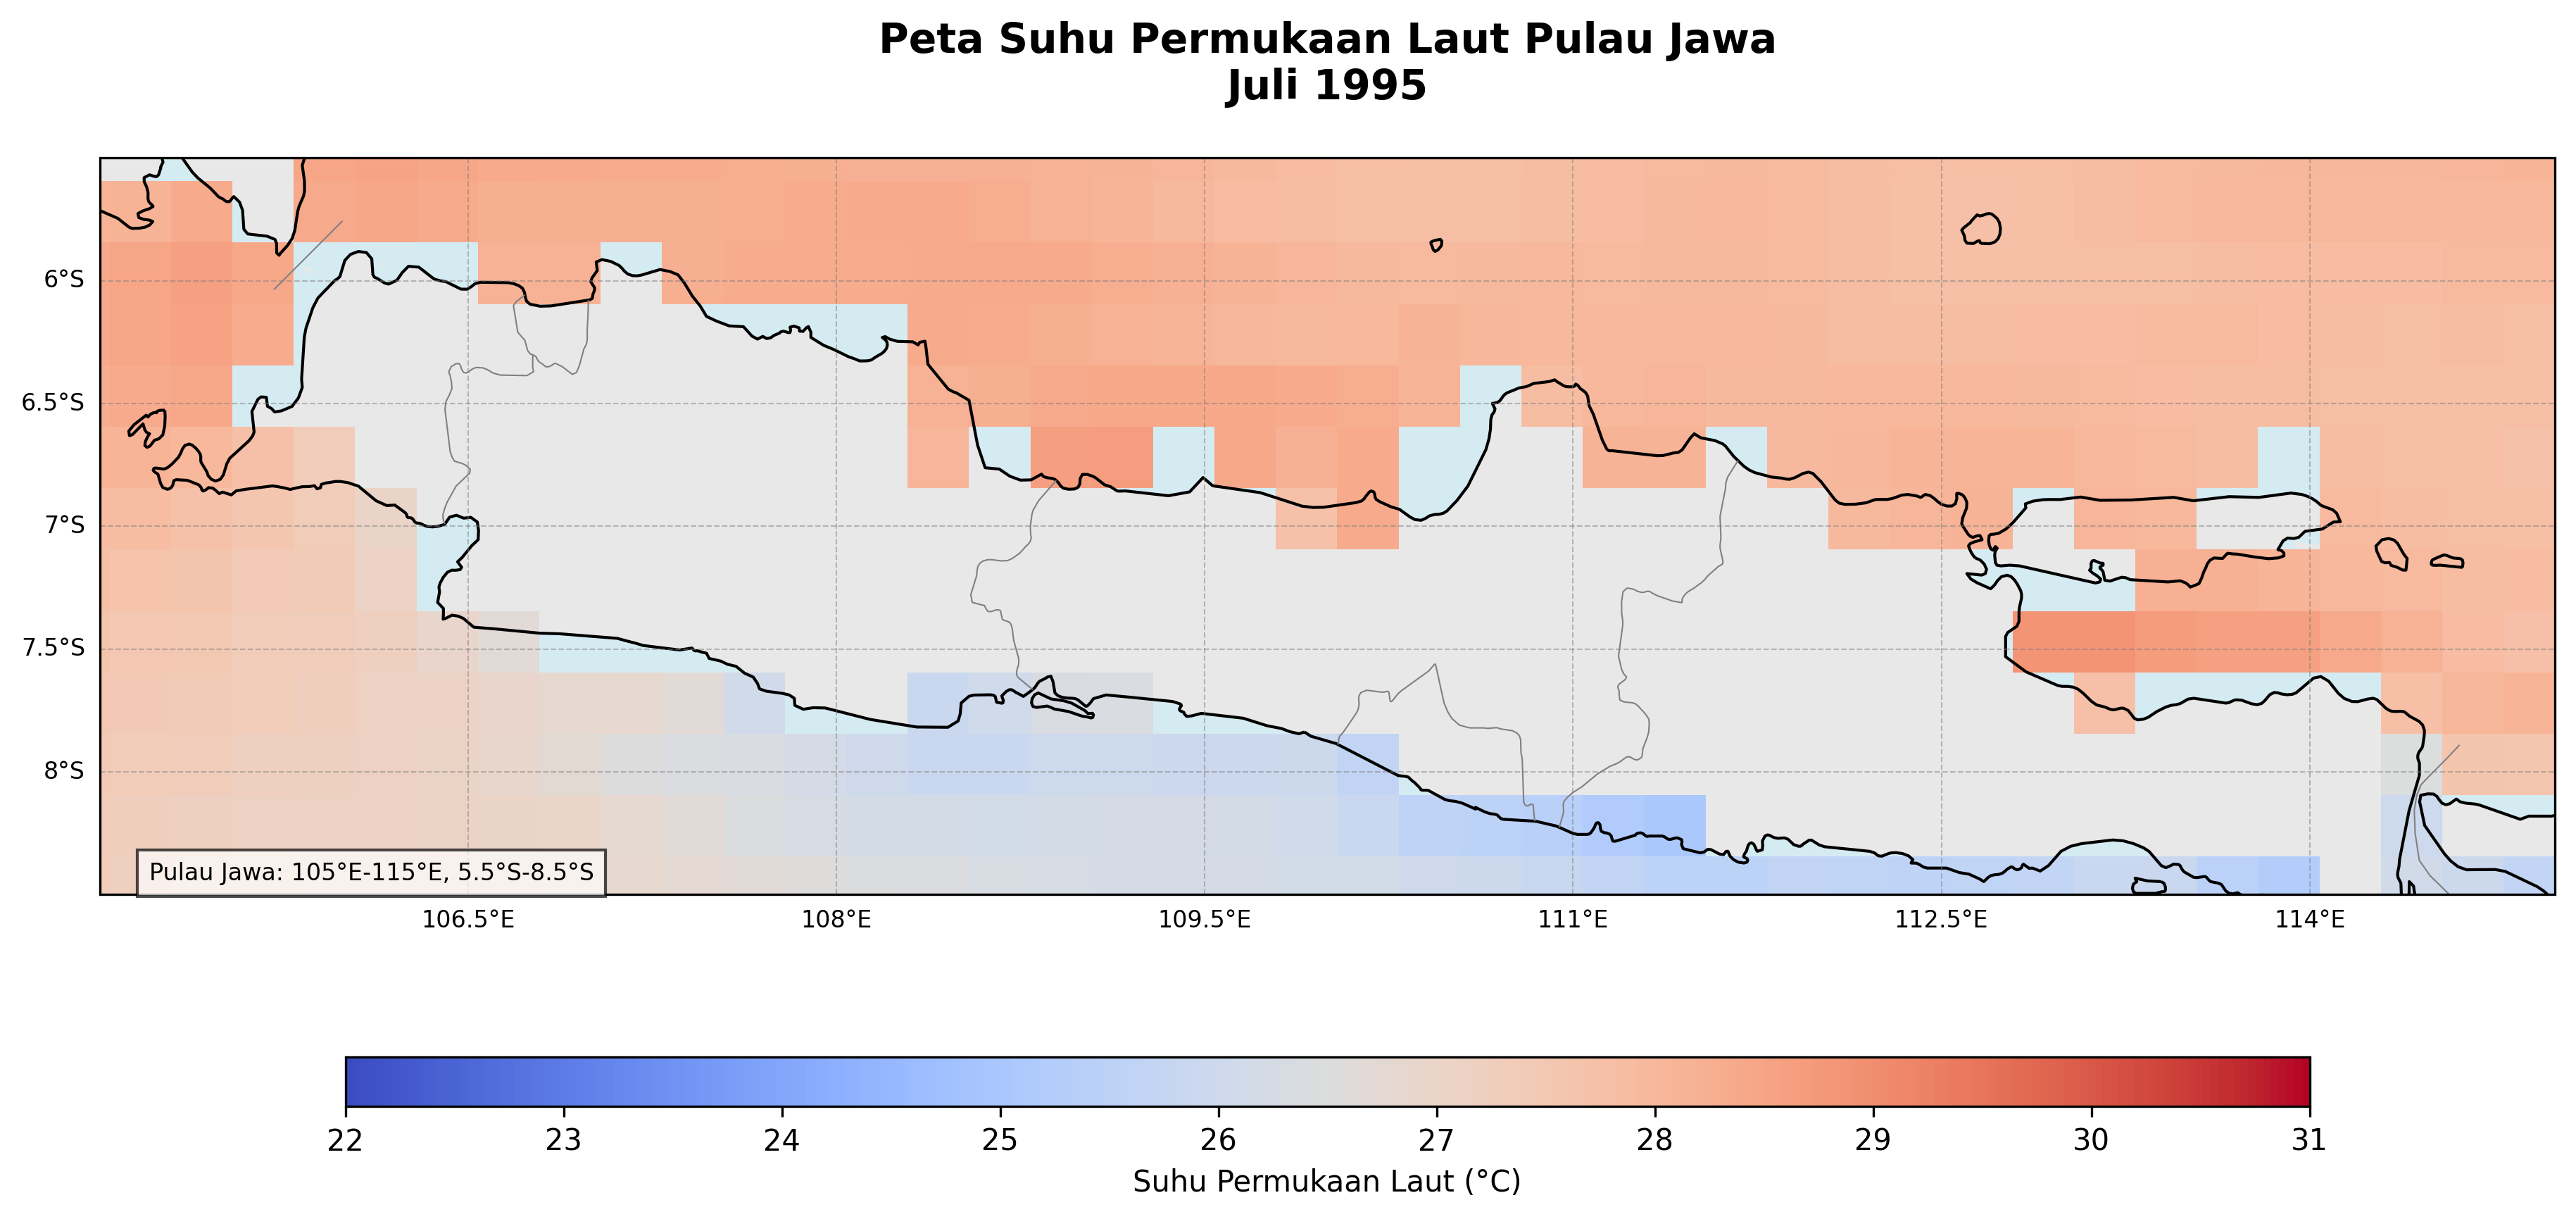 Peta Suhu Permukaan Laut Pulau Jawa
Juli 1995
6°S
6.5°S
7°S
7.5°S
8°S
Pulau Jawa: 105°E-115°E, 5.5°S-8.5°S
106.5°E 108°E 109.5°E 111°E 112.5°E 114°E
22 23 24 25 26 27 28 29 30 31
Suhu Permukaan Laut (°C)